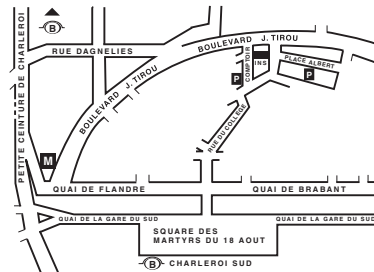 B
PETITE CEINTURE DE CHARLEROI
RUE DAGNELIES
BOULEVARD J. TIROU
BOULEVARD J. TIROU
COMPTOIR
INS
PLACE ALBERT
P
P
RUE DU COLLEGE
M
QUAI DE FLANDRE
QUAI DE BRABANT
QUAI DE LA GARE DU SUD
QUAI DE LA GARE DU SUD
SQUARE DES
MARTYRS DU 18 AOUT
B CHARLEROI SUD